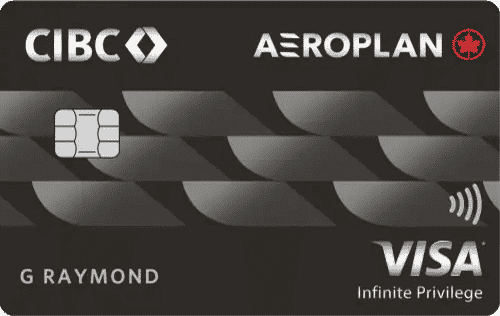 CIBC
AEROPLAN
G RAYMOND
VISA
Infinite Privilege